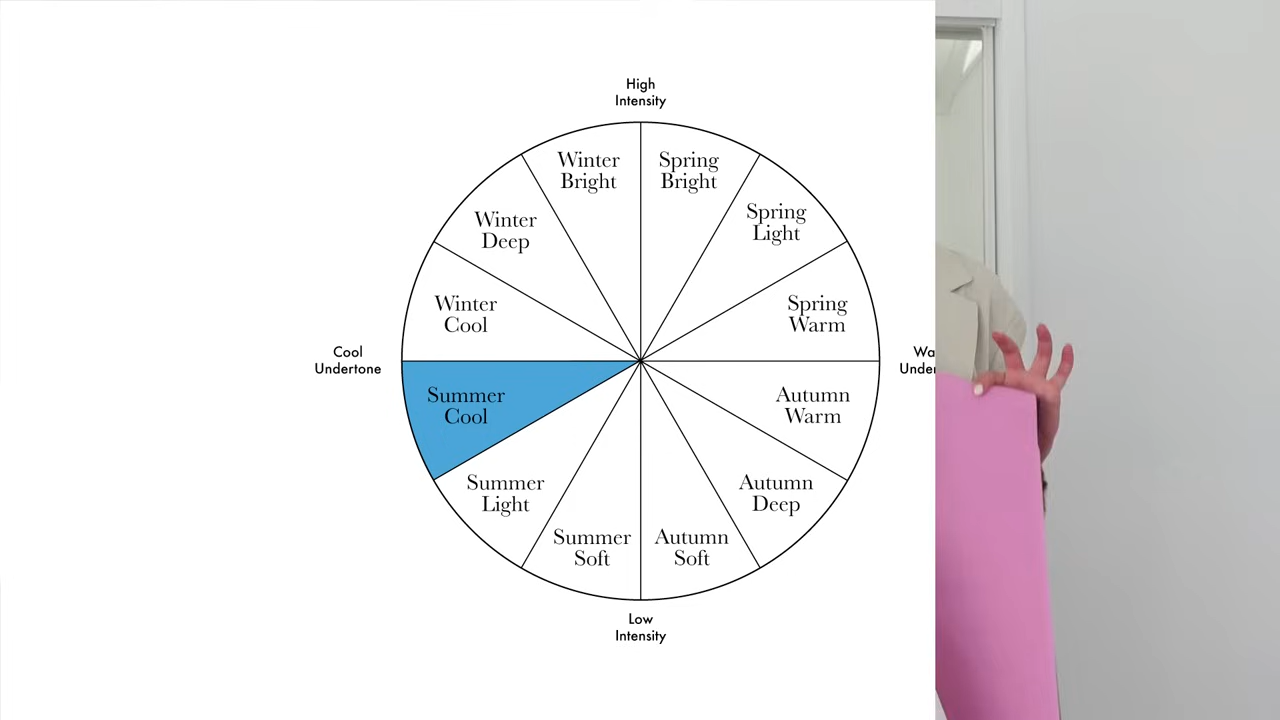 High
Intensity
Winter
Bright
Spring
Bright
Winter
Deep
Spring
Light
Winter
Cool
Spring
Warm
Cool
Undertone
Summer
Cool
Autumn
Warm
Summer
Light
Autumn
Deep
Summer
Soft
Autumn
Soft
Low
Intensity